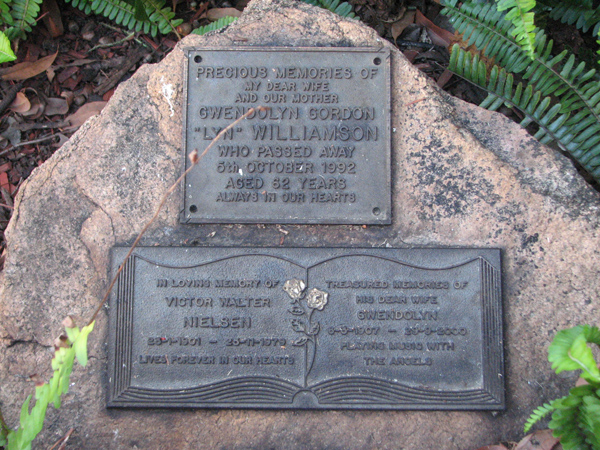 PRECIOUS MEMORIES OF
MY DEAR WIFE
AND OUR MOTHER
GWENDOLYN GORDON
"LYN" WILLIAMSON
WHO PASSED AWAY
5th OCTOBER 1992
AGED 62 YEARS
ALWAYS IN OUR HEARTS
IN LOVING MEMORY OF
VICTOR WALTER
NIELSEN
LIVES FOREVER IN OUR HEARTS
TREASURED MEMORIES OF
HIS DEAR WIFE
GWENDOLYN
PLAYING MUSIC WITH
THE ANGELS